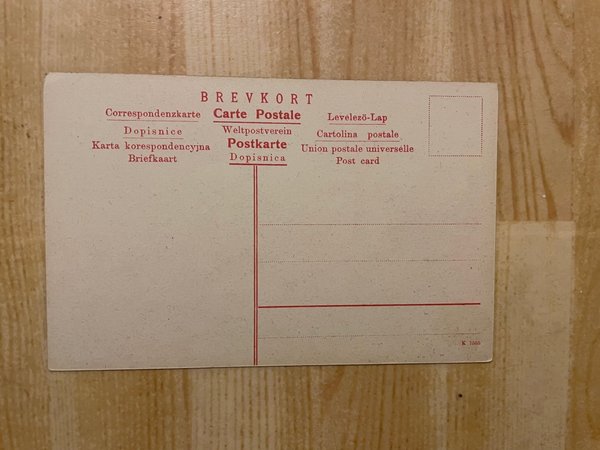 BREVKORT
Correspondenzkarte Carte Postale Levelezö-Lap
Dopisnice Weltpostverein Cartolina postale
Karta korespondencyjna Postkarte Union postale universelle
Briefkaart Dopisnica Post card
K